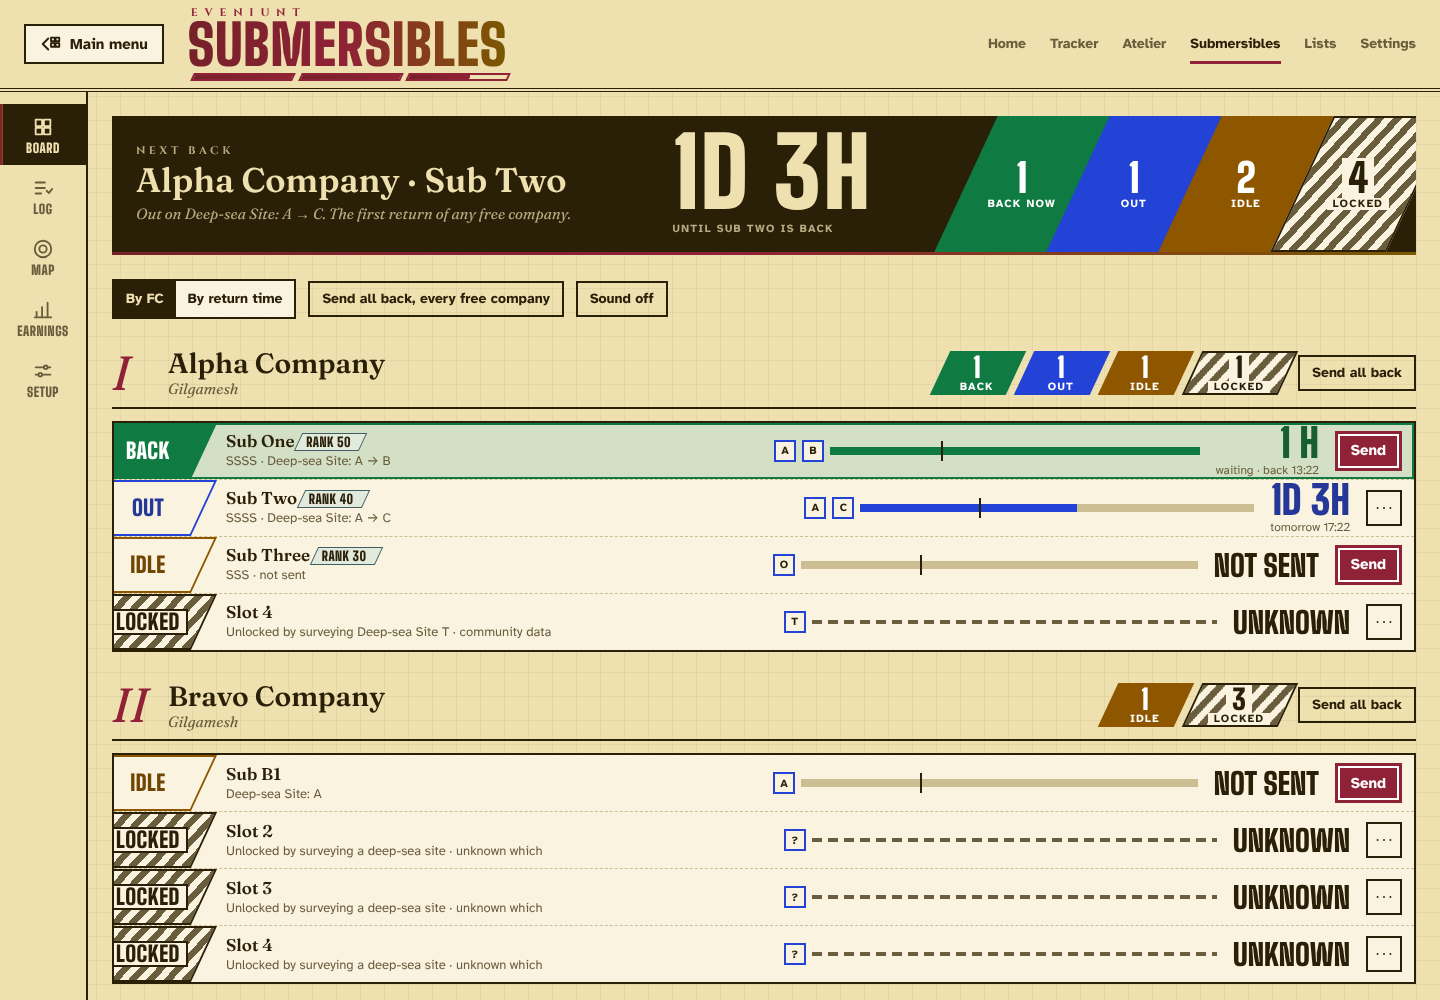 Main menu
EVENIUNT
SUBMERSIBLES
Home
Tracker
Atelier
Submersibles
Lists
Settings
BOARD
LOG
MAP
EARNINGS
SETUP
NEXT BACK
Alpha Company · Sub Two
Out on Deep-sea Site: A → C. The first return of any free company.
1D 3H
UNTIL SUB TWO IS BACK
1
BACK NOW
1
OUT
2
IDLE
4
LOCKED
By FC
By return time
Send all back, every free company
Sound off
I
Alpha Company
Gilgamesh
1
BACK
1
OUT
1
IDLE
1
LOCKED
Send all back
BACK
Sub One
RANK 50
SSSS · Deep-sea Site: A → B
A
B
1 H
waiting · back 13:22
Send
OUT
Sub Two
RANK 40
SSSS · Deep-sea Site: A → C
A
C
1D 3H
tomorrow 17:22
...
IDLE
Sub Three
RANK 30
SSS · not sent
O
NOT SENT
Send
LOCKED
Slot 4
Unlocked by surveying Deep-sea Site T · community data
T
UNKNOWN
...
II
Bravo Company
Gilgamesh
1
IDLE
3
LOCKED
Send all back
IDLE
Sub B1
Deep-sea Site: A
A
NOT SENT
Send
LOCKED
Slot 2
Unlocked by surveying a deep-sea site · unknown which
?
UNKNOWN
...
LOCKED
Slot 3
Unlocked by surveying a deep-sea site · unknown which
?
UNKNOWN
...
LOCKED
Slot 4
Unlocked by surveying a deep-sea site · unknown which
?
UNKNOWN
...